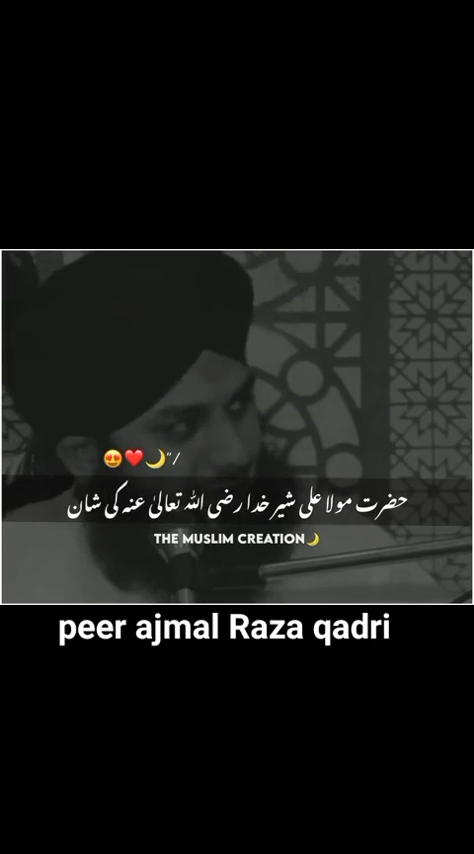 😍❤️🌙"/
حضرت مولا علی شیر خدا رضی اللہ تعالیٰ عنہ کی شان
THE MUSLIM CREATION🌙
peer ajmal Raza qadri